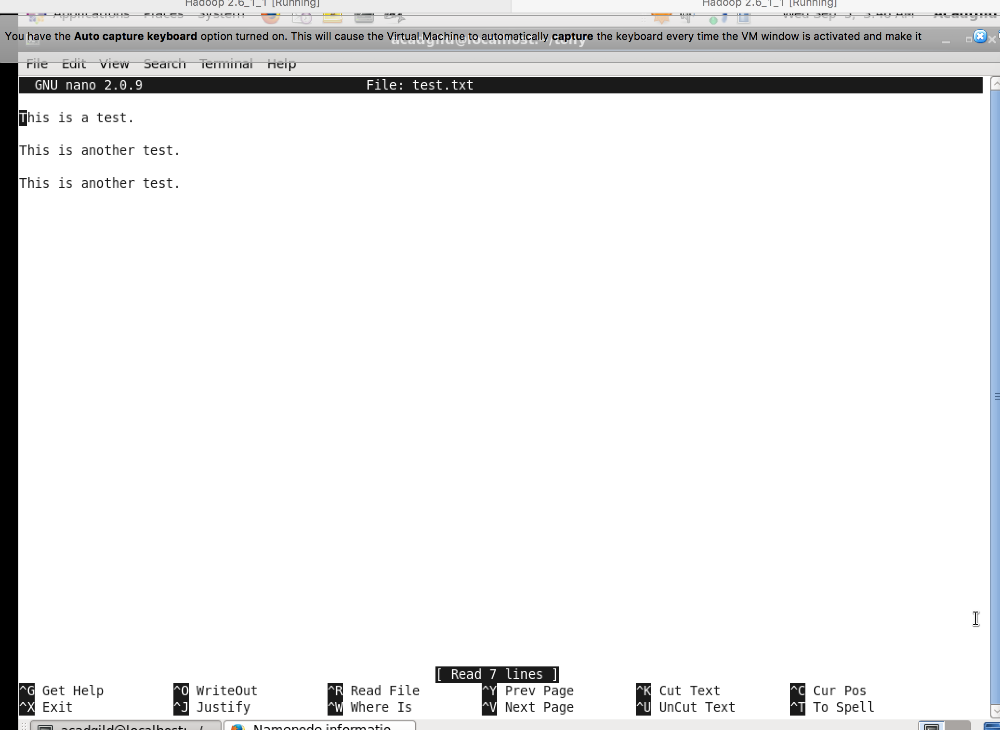 Hadoop 2.6_1_1 [Running] Hadoop 2.6_1_1 [Running]
Applications Places System Wed Sep 5, 3:46 AM Acadgild
You have the Auto capture keyboard option turned on. This will cause the Virtual Machine to automatically capture the keyboard every time the VM window is activated and make it
acadgild@localhost:~/tony
File Edit View Search Terminal Help
GNU nano 2.0.9 File: test.txt
This is a test.
This is another test.
This is another test.
[ Read 7 lines ]
^G Get Help ^O WriteOut ^R Read File ^Y Prev Page ^K Cut Text ^C Cur Pos
^X Exit ^J Justify ^W Where Is ^V Next Page ^U UnCut Text ^T To Spell
acadgild@localhost:~/ Namenode informatio